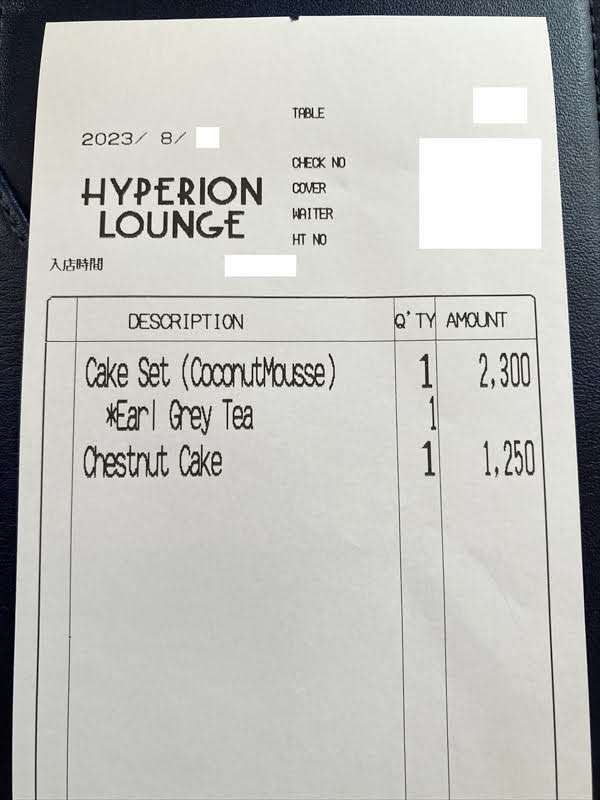 TABLE
2023/ 8/
CHECK NO
HYPERION
COVER
LOUNGE
WAITER
HT NO
入店時間
DESCRIPTION Q'TY AMOUNT
Cake Set (CoconutMousse) 1 2,300
*Earl Grey Tea 1
Chestnut Cake 1 1,250